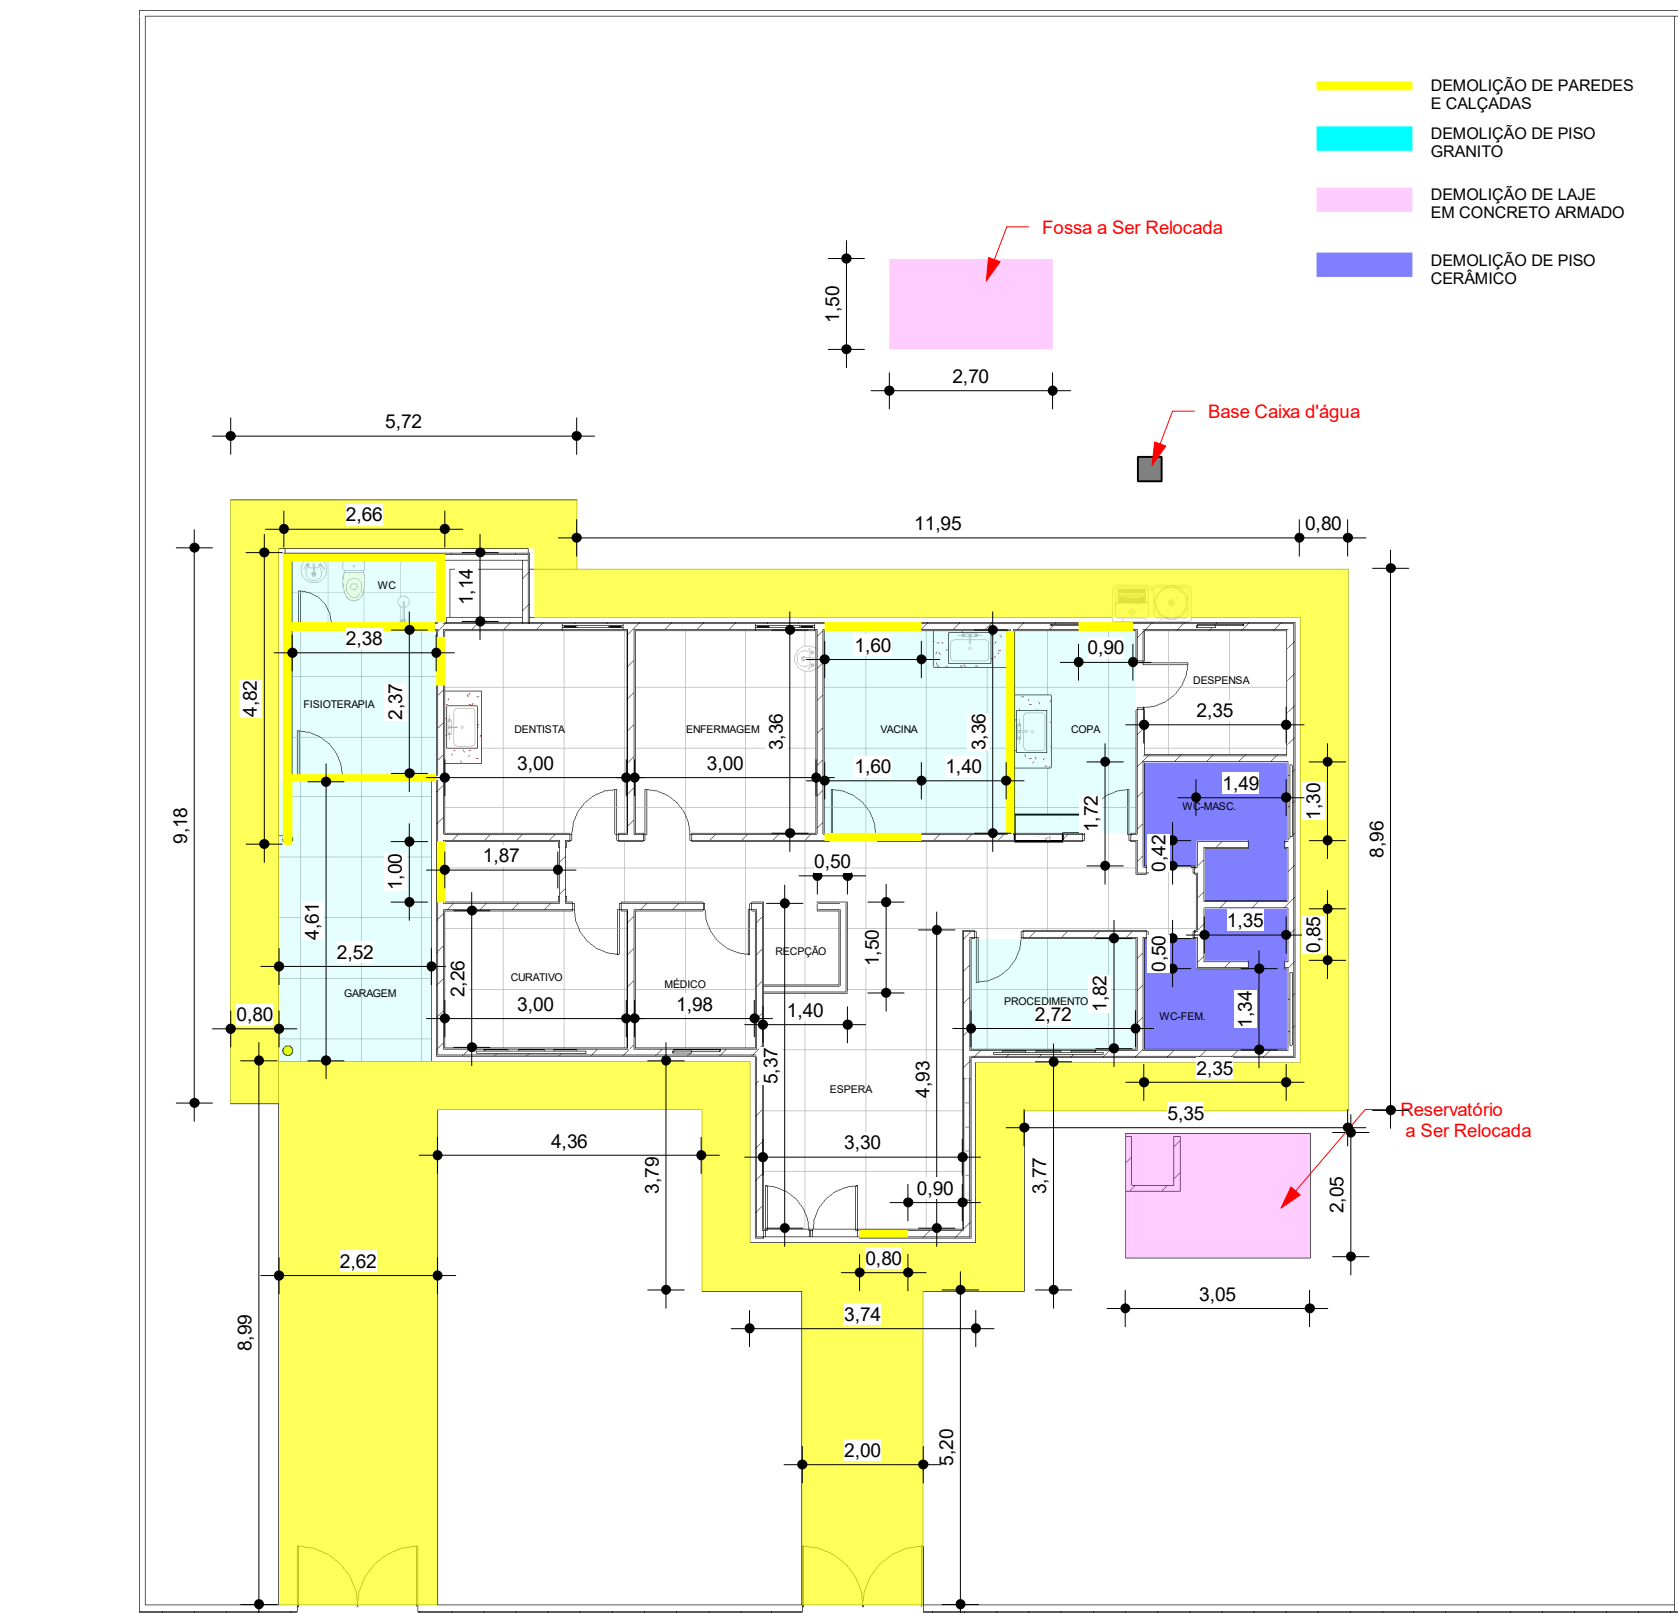 DEMOLIÇÃO DE PAREDES
E CALÇADAS
DEMOLIÇÃO DE PISO
GRANITO
DEMOLIÇÃO DE LAJE
EM CONCRETO ARMADO
DEMOLIÇÃO DE PISO
CERÂMICO
Fossa a Ser Relocada
1,50
2,70
Base Caixa d'água
5,72
2,66
11,95
0,80
WC
1,14
2,38
1,60
0,90
4,82
FISIOTERAPIA
2,37
DENTISTA
ENFERMAGEM
3,36
VACINA
3,36
COPA
DESPENSA
2,35
3,00
3,00
1,60
1,40
1,72
1,49
WC-MASC.
1,30
9,18
8,96
1,00
1,87
0,50
0,42
4,61
2,52
GARAGEM
0,80
2,26
CURATIVO
3,00
MÉDICO
1,98
RECPÇÃO
1,50
1,40
5,37
4,93
ESPERA
PROCEDIMENTO
1,82
2,72
0,50
1,35
0,85
WC-FEM.
1,34
2,35
5,35
Reservatório
a Ser Relocada
4,36
3,79
3,30
0,90
3,77
2,05
2,62
0,80
3,05
8,99
3,74
2,00
5,20